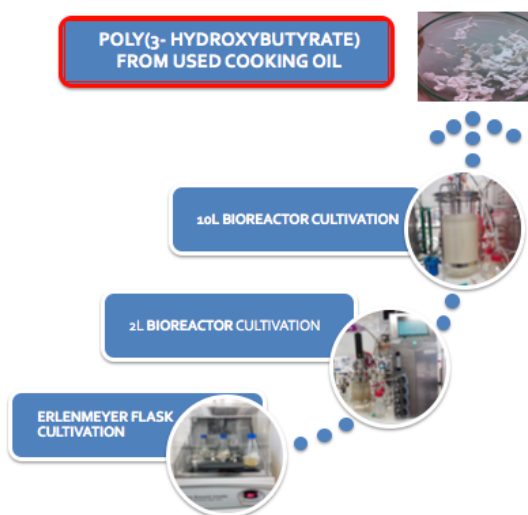 POLY(3- HYDROXYBUTYRATE)
FROM USED COOKING OIL
10L BIOREACTOR CULTIVATION
2L BIOREACTOR CULTIVATION
ERLENMEYER FLASK
CULTIVATION